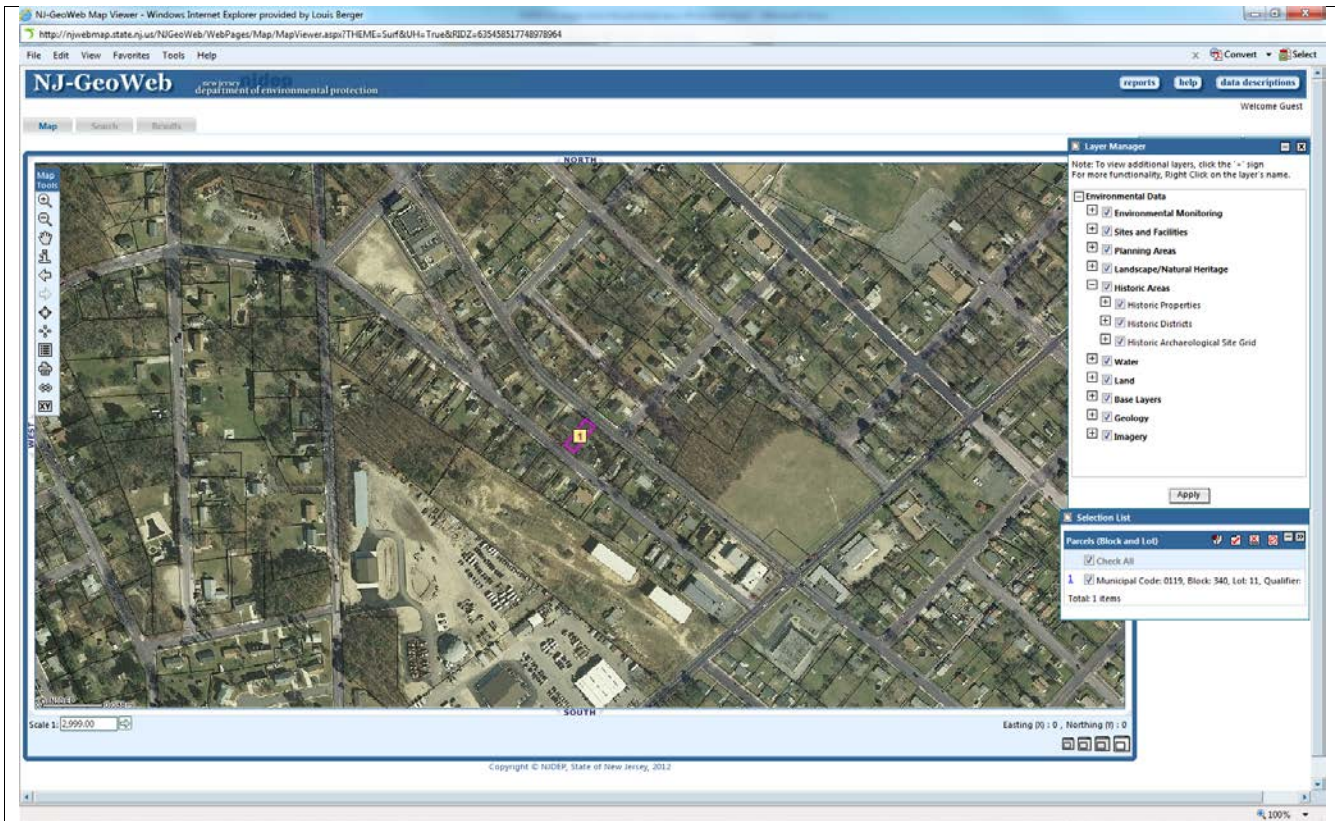 NJ-GeoWeb Map Viewer - Windows Internet Explorer provided by Louis Berger
http://njwebmap.state.nj.us/NJGeoWeb/WebPages/Map/MapViewer.aspx?THEME=Surf&UH=True&RIDZ=635458517748978964
File Edit View Favorites Tools Help
x Convert Select
NJ-GeoWeb
new jersey njdep
department of environmental protection
reports help data descriptions
Welcome Guest
Map Search Results
NORTH
Map
Tools
XY
WEST
1
Layer Manager
Note: To view additional layers, click the '+' sign
For more functionality, Right Click on the layer's name.
Environmental Data
Environmental Monitoring
Sites and Facilities
Planning Areas
Landscape/Natural Heritage
Historic Areas
Historic Properties
Historic Districts
Historic Archaeological Site Grid
Water
Land
Base Layers
Geology
Imagery
Apply
Selection List
Parcels (Block and Lot)
Check All
1 Municipal Code: 0119, Block: 340, Lot: 11, Qualifier:
Total: 1 items
SOUTH
Scale 1: 2,999.00
Easting (X) : 0 , Northing (Y) : 0
Copyright © NJDEP, State of New Jersey, 2012
100%